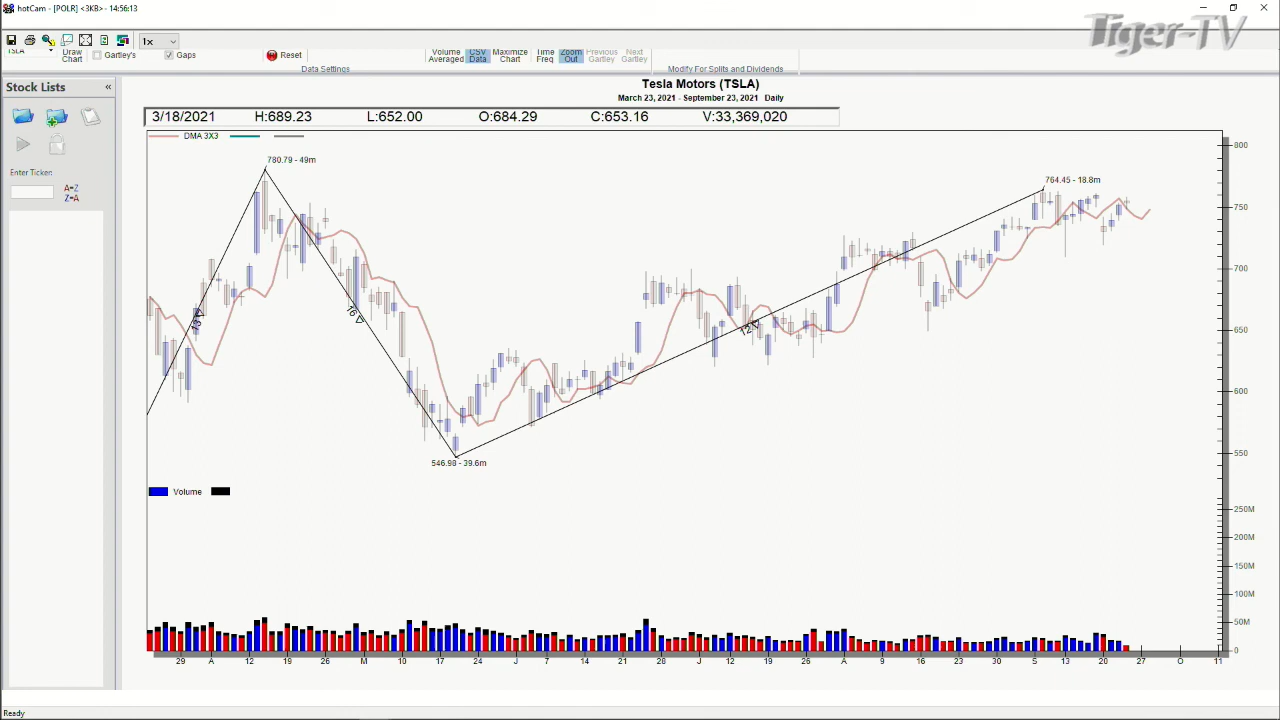 hotCam - [POLR] <3KB> - 14:56:13
Tiger-TV
1x
TSLA
Draw Chart
Gartley's
Gaps
Reset
Volume Averaged
CSV Data
Maximize Chart
Time Freq
Zoom Out
Previous Gartley
Next Gartley
Data Settings
Modify For Splits and Dividends
Stock Lists «
Enter Ticker:
A=Z
Z=A
Tesla Motors (TSLA)
March 23, 2021 - September 23, 2021 Daily
3/18/2021 H:689.23 L:652.00 O:684.29 C:653.16 V:33,369,020
DMA 3X3
780.79 - 49m
764.45 - 18.8m
546.98 - 39.6m
16
12
800
750
700
650
600
550
Volume
250M
200M
150M
100M
50M
0
29 A 12 19 26 M 10 17 24 J 7 14 21 28 J 12 19 26 A 9 16 23 30 S 13 20 27 O 11
Ready